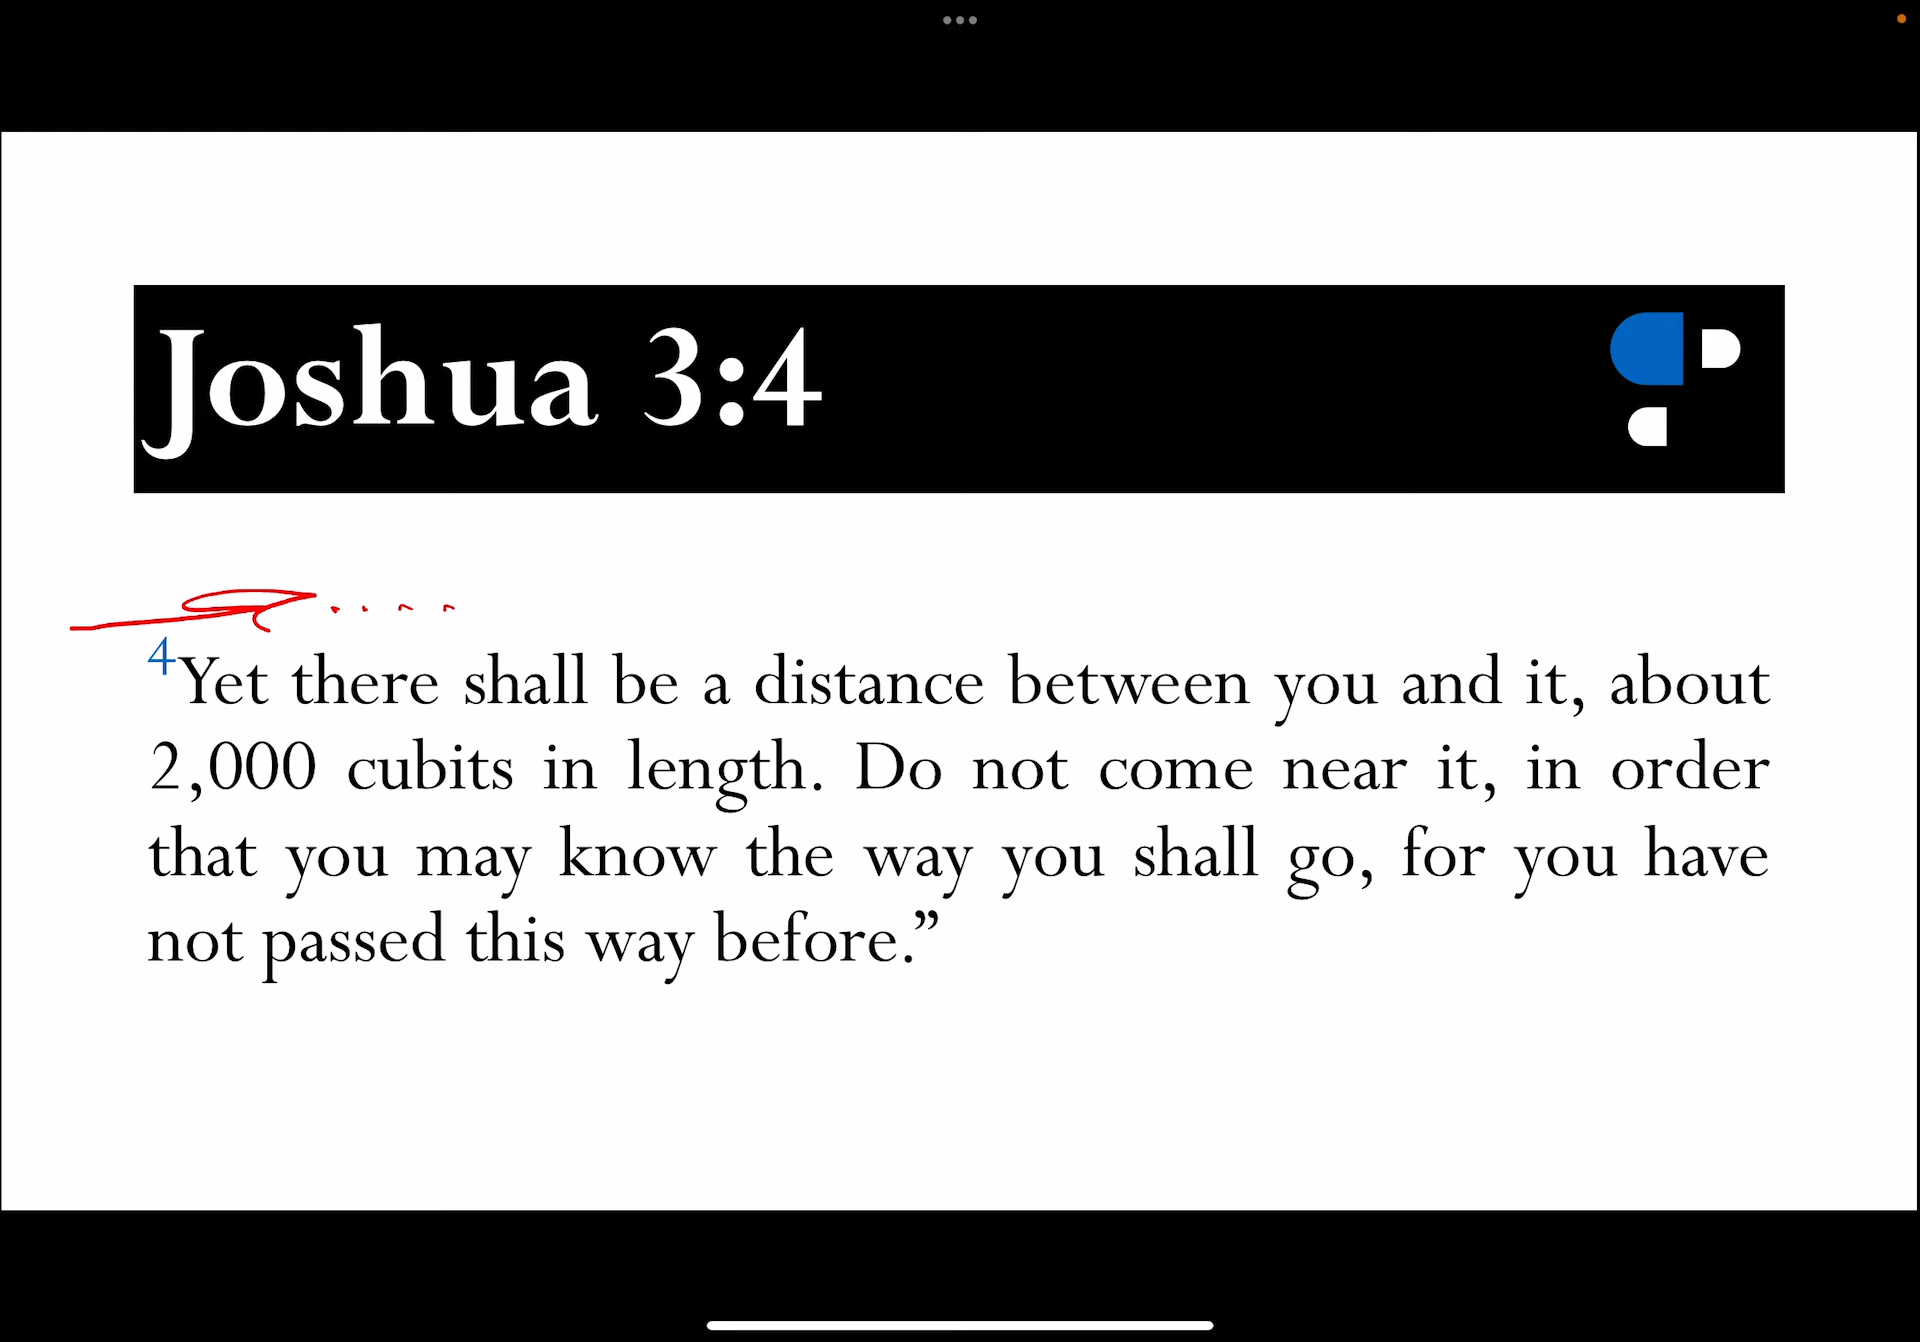 Joshua 3:4
4Yet there shall be a distance between you and it, about
2,000 cubits in length. Do not come near it, in order
that you may know the way you shall go, for you have
not passed this way before.”